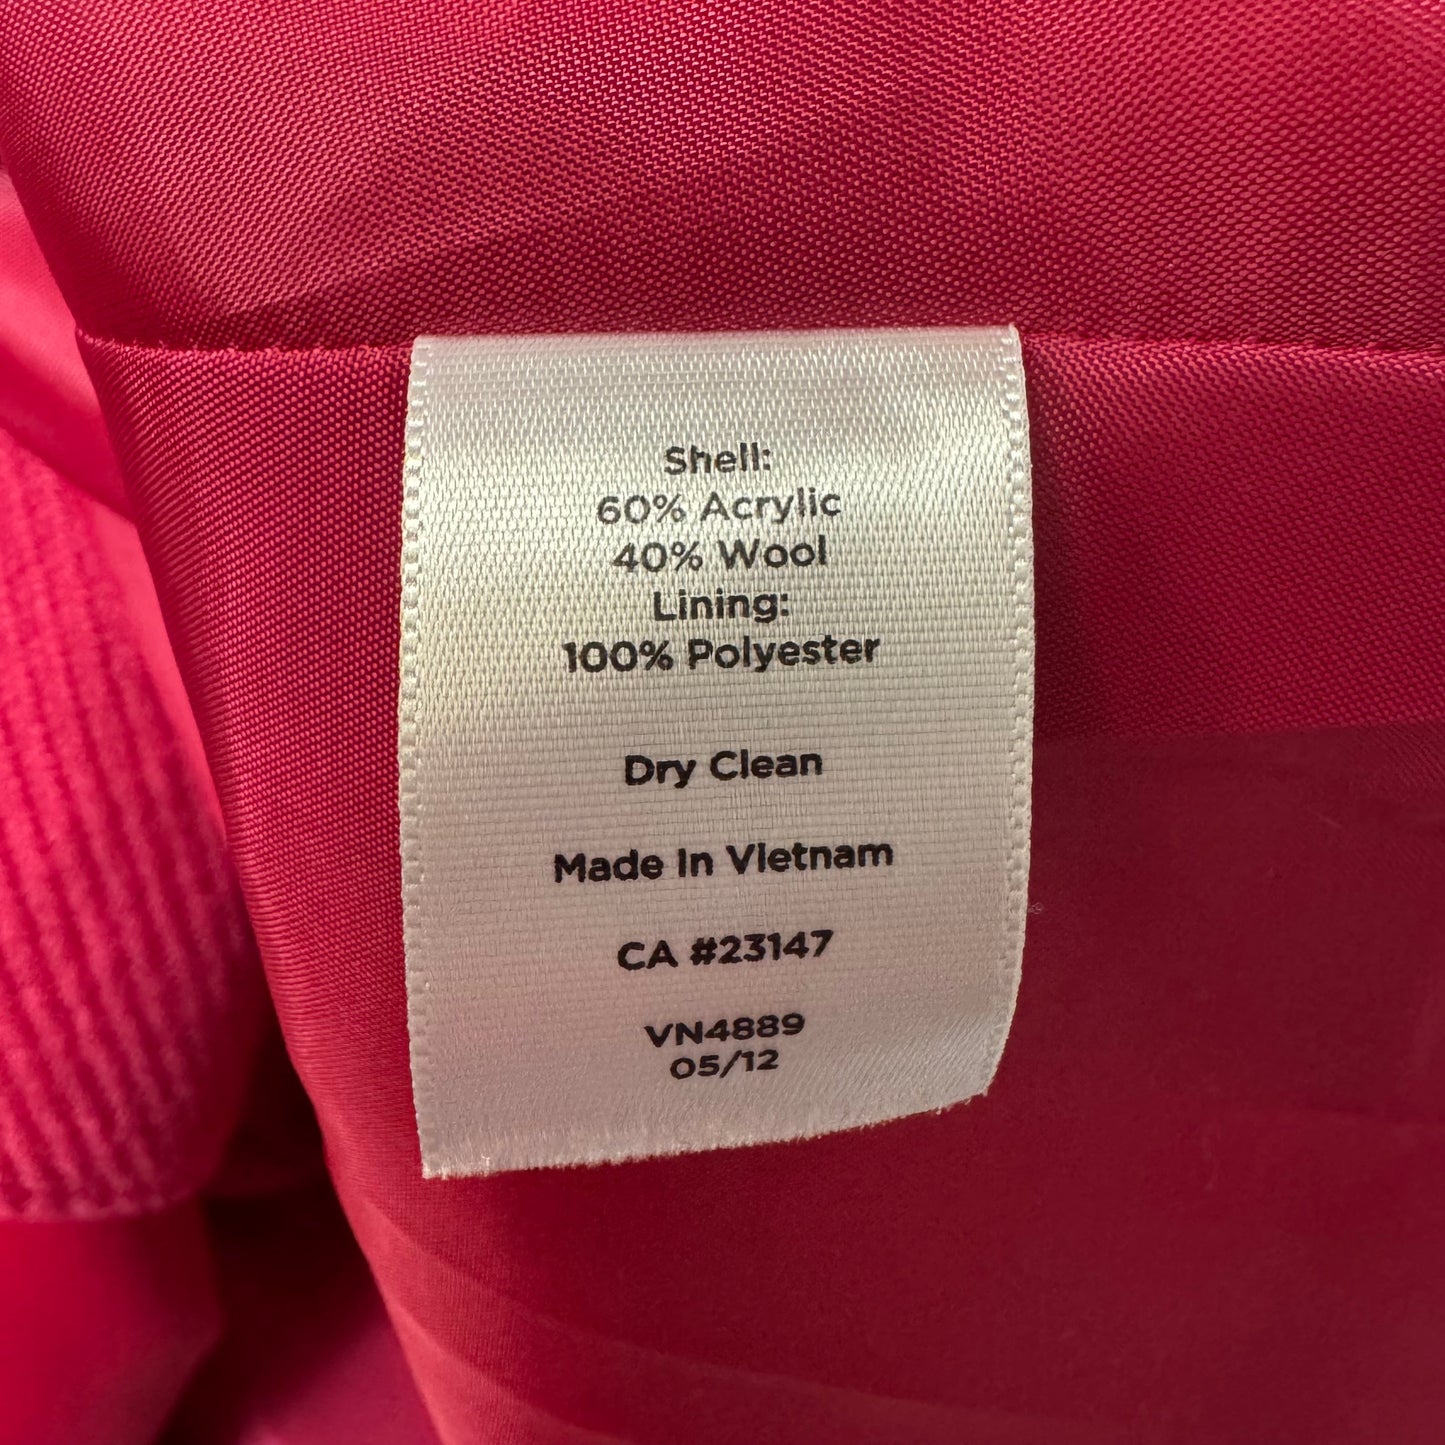 Shell:
60% Acrylic
40% Wool
Lining:
100% Polyester
Dry Clean
Made In Vietnam
CA #23147
VN4889
05/12